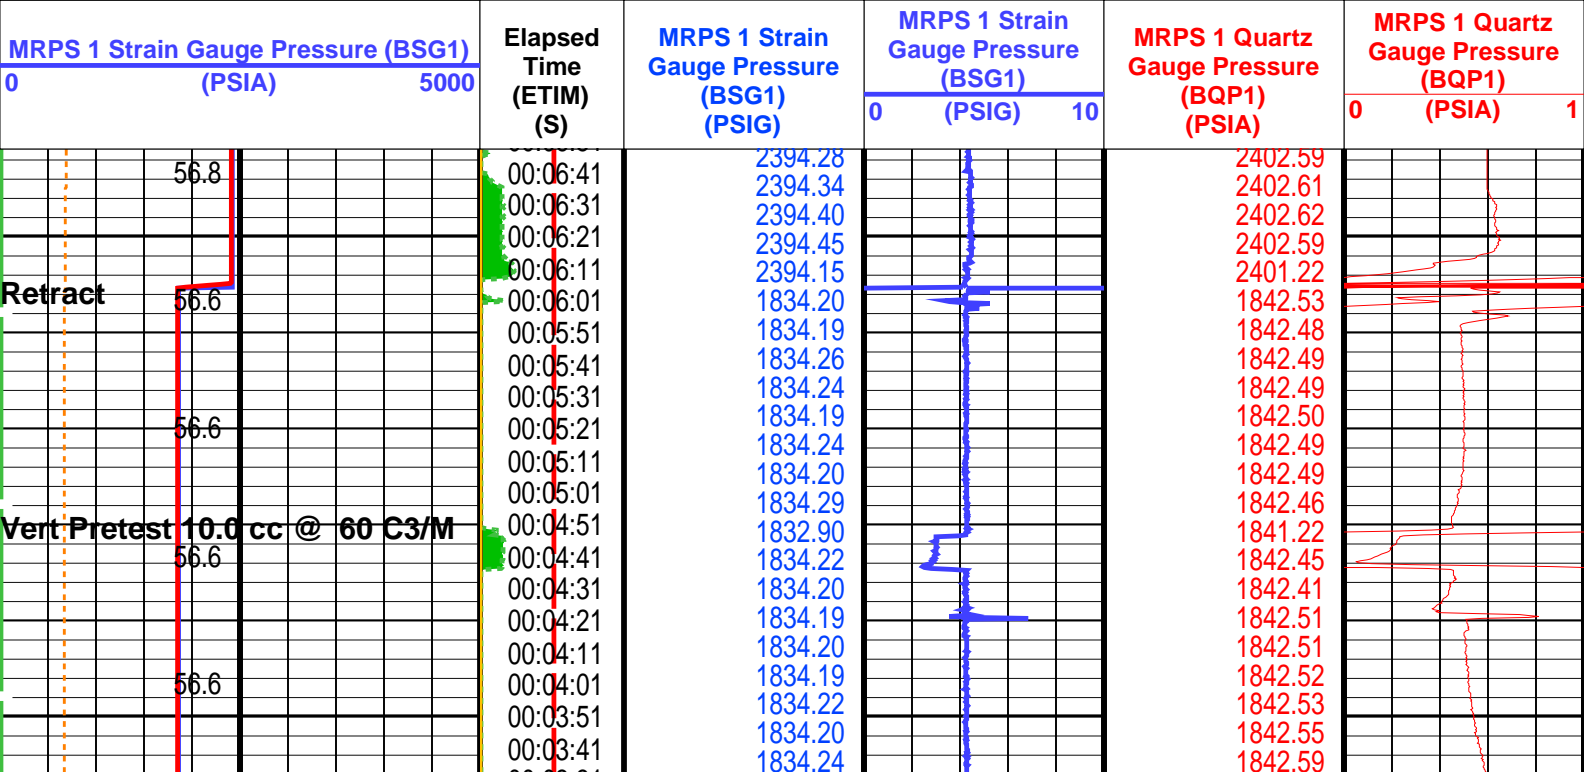 MRPS 1 Strain Gauge Pressure (BSG1)
0 (PSIA) 5000
Elapsed
Time
(ETIM)
(S)
MRPS 1 Strain
Gauge Pressure
(BSG1)
(PSIG)
MRPS 1 Strain
Gauge Pressure
(BSG1)
0 (PSIG) 10
MRPS 1 Quartz
Gauge Pressure
(BQP1)
(PSIA)
MRPS 1 Quartz
Gauge Pressure
(BQP1)
0 (PSIA) 1
56.8
Retract
56.6
56.6
Vert Pretest 10.0 cc @ 60 C3/M
56.6
56.6
00:06:41
00:06:31
00:06:21
00:06:11
00:06:01
00:05:51
00:05:41
00:05:31
00:05:21
00:05:11
00:05:01
00:04:51
00:04:41
00:04:31
00:04:21
00:04:11
00:04:01
00:03:51
00:03:41
2394.28
2394.34
2394.40
2394.45
2394.15
1834.20
1834.19
1834.26
1834.24
1834.19
1834.24
1834.20
1834.29
1832.90
1834.22
1834.20
1834.19
1834.20
1834.19
1834.22
1834.20
1834.24
2402.59
2402.61
2402.62
2402.59
2401.22
1842.53
1842.48
1842.49
1842.49
1842.50
1842.49
1842.49
1842.46
1841.22
1842.45
1842.41
1842.51
1842.51
1842.52
1842.53
1842.55
1842.59